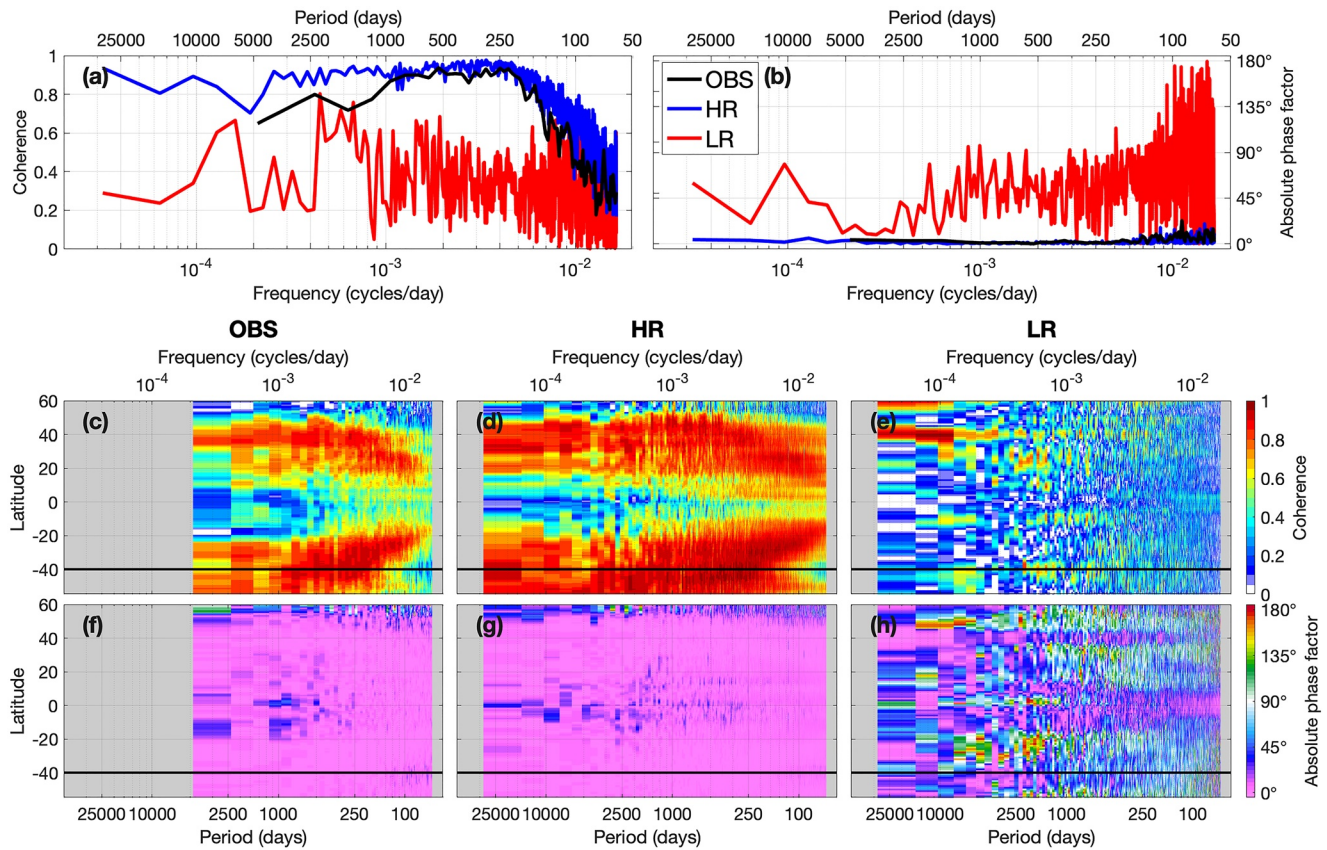 Period (days) Period (days)
25000 10000 5000 2500 1000 500 250 100 50 25000 10000 5000 2500 1000 500 250 100 50
(a) (b)
1
0.8
0.6
0.4
0.2
0
Coherence
OBS
HR
LR
180°
135°
90°
45°
0°
Absolute phase factor
10-4 10-3 10-2 10-4 10-3 10-2
Frequency (cycles/day) Frequency (cycles/day)
OBS HR LR
Frequency (cycles/day) Frequency (cycles/day) Frequency (cycles/day)
10-4 10-3 10-2 10-4 10-3 10-2 10-4 10-3 10-2
(c) (d) (e)
60
40
20
0
-20
-40
Latitude
1
0.8
0.6
0.4
0.2
0
Coherence
(f) (g) (h)
60
40
20
0
-20
-40
Latitude
180°
135°
90°
45°
0°
Absolute phase factor
25000 10000 2500 1000 250 100 25000 10000 2500 1000 250 100 25000 10000 2500 1000 250 100
Period (days) Period (days) Period (days)